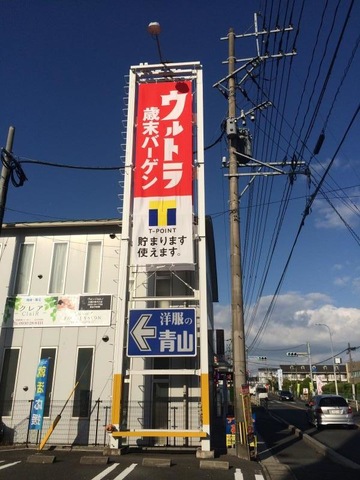 ウルトラ
歳末バーゲン
T-POINT
貯まります
使えます。
洋服の
青山